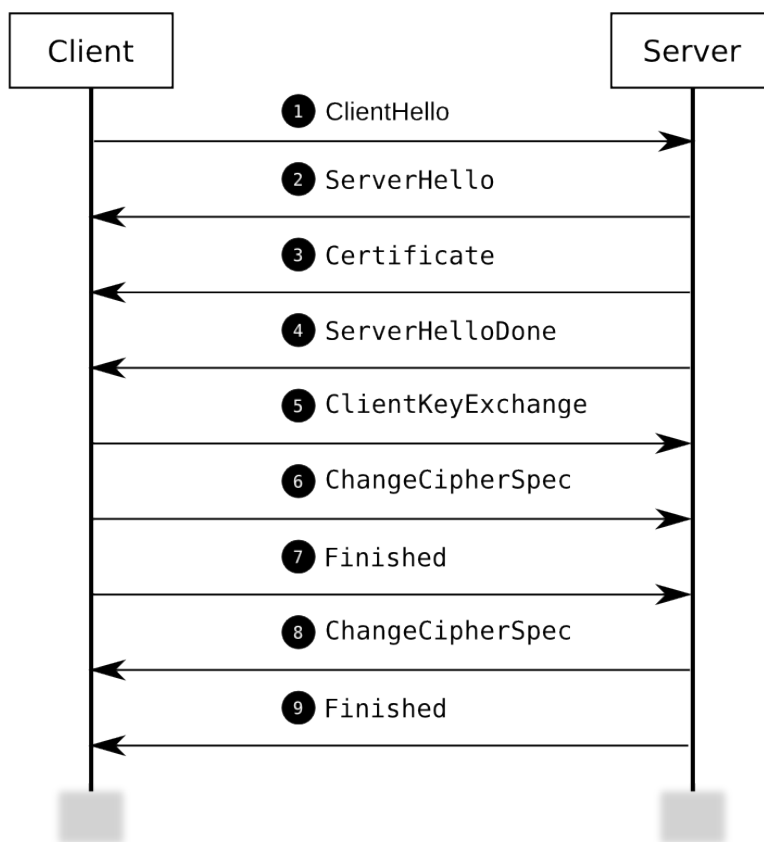 Client Server
1 ClientHello
2 ServerHello
3 Certificate
4 ServerHelloDone
5 ClientKeyExchange
6 ChangeCipherSpec
7 Finished
8 ChangeCipherSpec
9 Finished